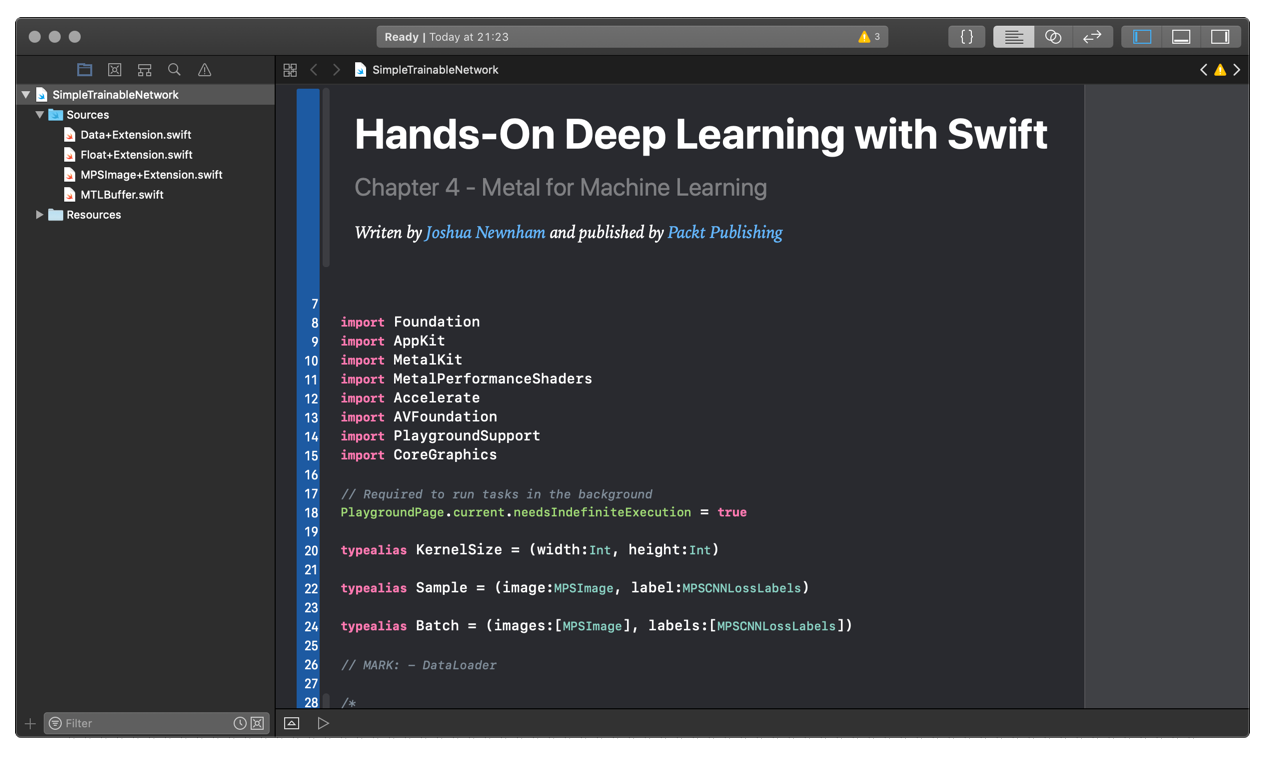 Ready | Today at 21:23
3
{}
SimpleTrainableNetwork
SimpleTrainableNetwork
Sources
Data+Extension.swift
Float+Extension.swift
MPSImage+Extension.swift
MTLBuffer.swift
Resources
Filter
Hands-On Deep Learning with Swift
Chapter 4 - Metal for Machine Learning
Writen by Joshua Newnham and published by Packt Publishing
7
8 import Foundation
9 import AppKit
10 import MetalKit
11 import MetalPerformanceShaders
12 import Accelerate
13 import AVFoundation
14 import PlaygroundSupport
15 import CoreGraphics
16
17 // Required to run tasks in the background
18 PlaygroundPage.current.needsIndefiniteExecution = true
19
20 typealias KernelSize = (width:Int, height:Int)
21
22 typealias Sample = (image:MPSImage, label:MPSCNNLossLabels)
23
24 typealias Batch = (images:[MPSImage], labels:[MPSCNNLossLabels])
25
26 // MARK: - DataLoader
27
28 /*